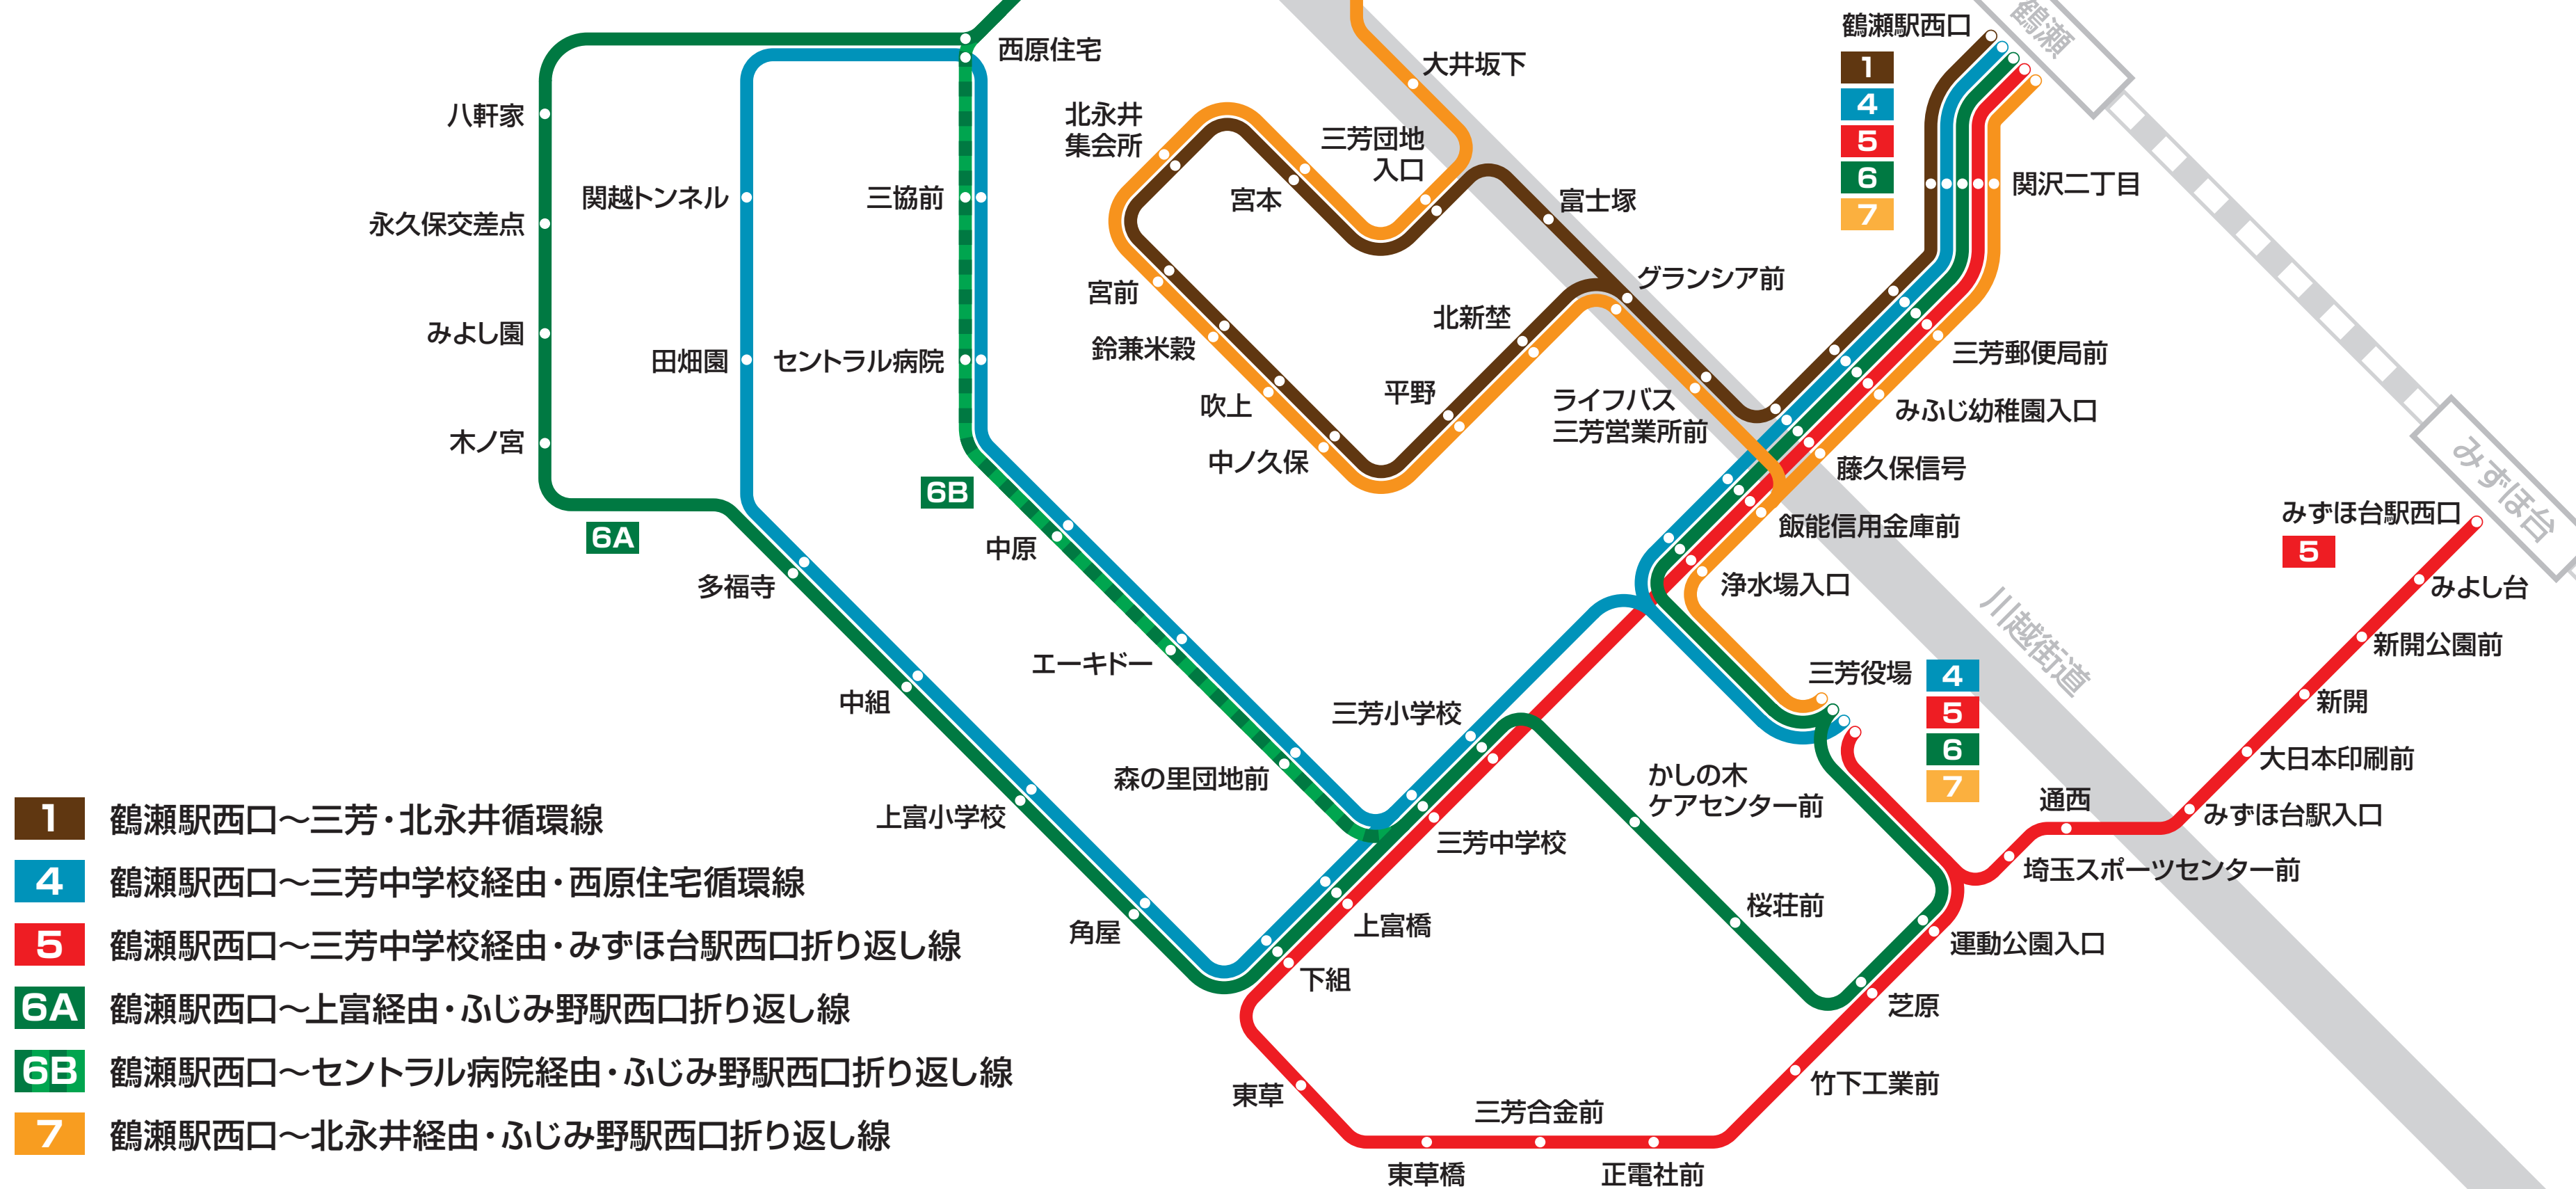 西原住宅
八軒家
永久保交差点
みよし園
木ノ宮
6A
関越トンネル
田畑園
三協前
セントラル病院
6B
多福寺
中組
上富小学校
角屋
中原
エーキドー
森の里団地前
北永井
集会所
宮本
三芳団地
入口
大井坂下
富士塚
グランシア前
宮前
鈴兼米穀
吹上
中ノ久保
平野
北新埜
ライフバス
三芳営業所前
鶴瀬駅西口
1
4
5
6
7
鶴瀬
関沢二丁目
三芳郵便局前
みふじ幼稚園入口
藤久保信号
飯能信用金庫前
浄水場入口
三芳役場
4
5
6
7
川越街道
みずほ台
みずほ台駅西口
5
みよし台
新開公園前
新開
大日本印刷前
みずほ台駅入口
通西
埼玉スポーツセンター前
三芳小学校
三芳中学校
上富橋
下組
かしの木
ケアセンター前
桜荘前
運動公園入口
芝原
竹下工業前
東草
三芳合金前
東草橋
正電社前
1 鶴瀬駅西口～三芳・北永井循環線
4 鶴瀬駅西口～三芳中学校経由・西原住宅循環線
5 鶴瀬駅西口～三芳中学校経由・みずほ台駅西口折り返し線
6A 鶴瀬駅西口～上富経由・ふじみ野駅西口折り返し線
6B 鶴瀬駅西口～セントラル病院経由・ふじみ野駅西口折り返し線
7 鶴瀬駅西口～北永井経由・ふじみ野駅西口折り返し線